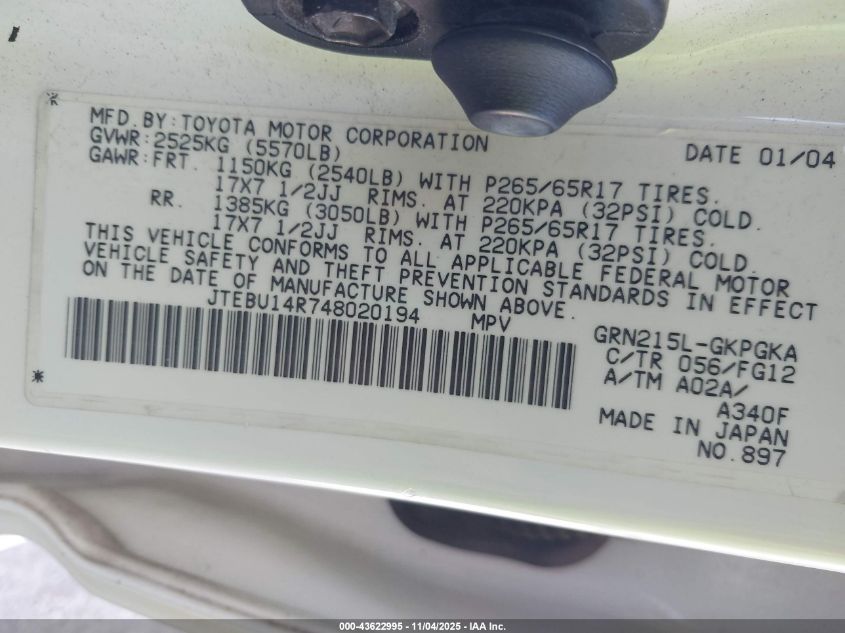 MFD.BY:TOYOTA MOTOR CORPORATION DATE 01/04
GVWR:2525KG (5570LB)
GAWR:FRT. 1150KG (2540LB) WITH P265/65R17 TIRES.
17X7 1/2JJ RIMS. AT 220KPA (32PSI) COLD.
RR. 1385KG (3050LB) WITH P265/65R17 TIRES.
17X7 1/2JJ RIMS. AT 220KPA (32PSI) COLD.
THIS VEHICLE CONFORMS TO ALL APPLICABLE FEDERAL MOTOR
VEHICLE SAFETY AND THEFT PREVENTION STANDARDS IN EFFECT
ON THE DATE OF MANUFACTURE SHOWN ABOVE.
JTEBU14R748020194 MPV
GRN215L-GKPGKA
C/TR 056/FG12
A/TM A02A/
A340F
MADE IN JAPAN
NO.897
000-43622995 - 11/04/2025 - IAA Inc.